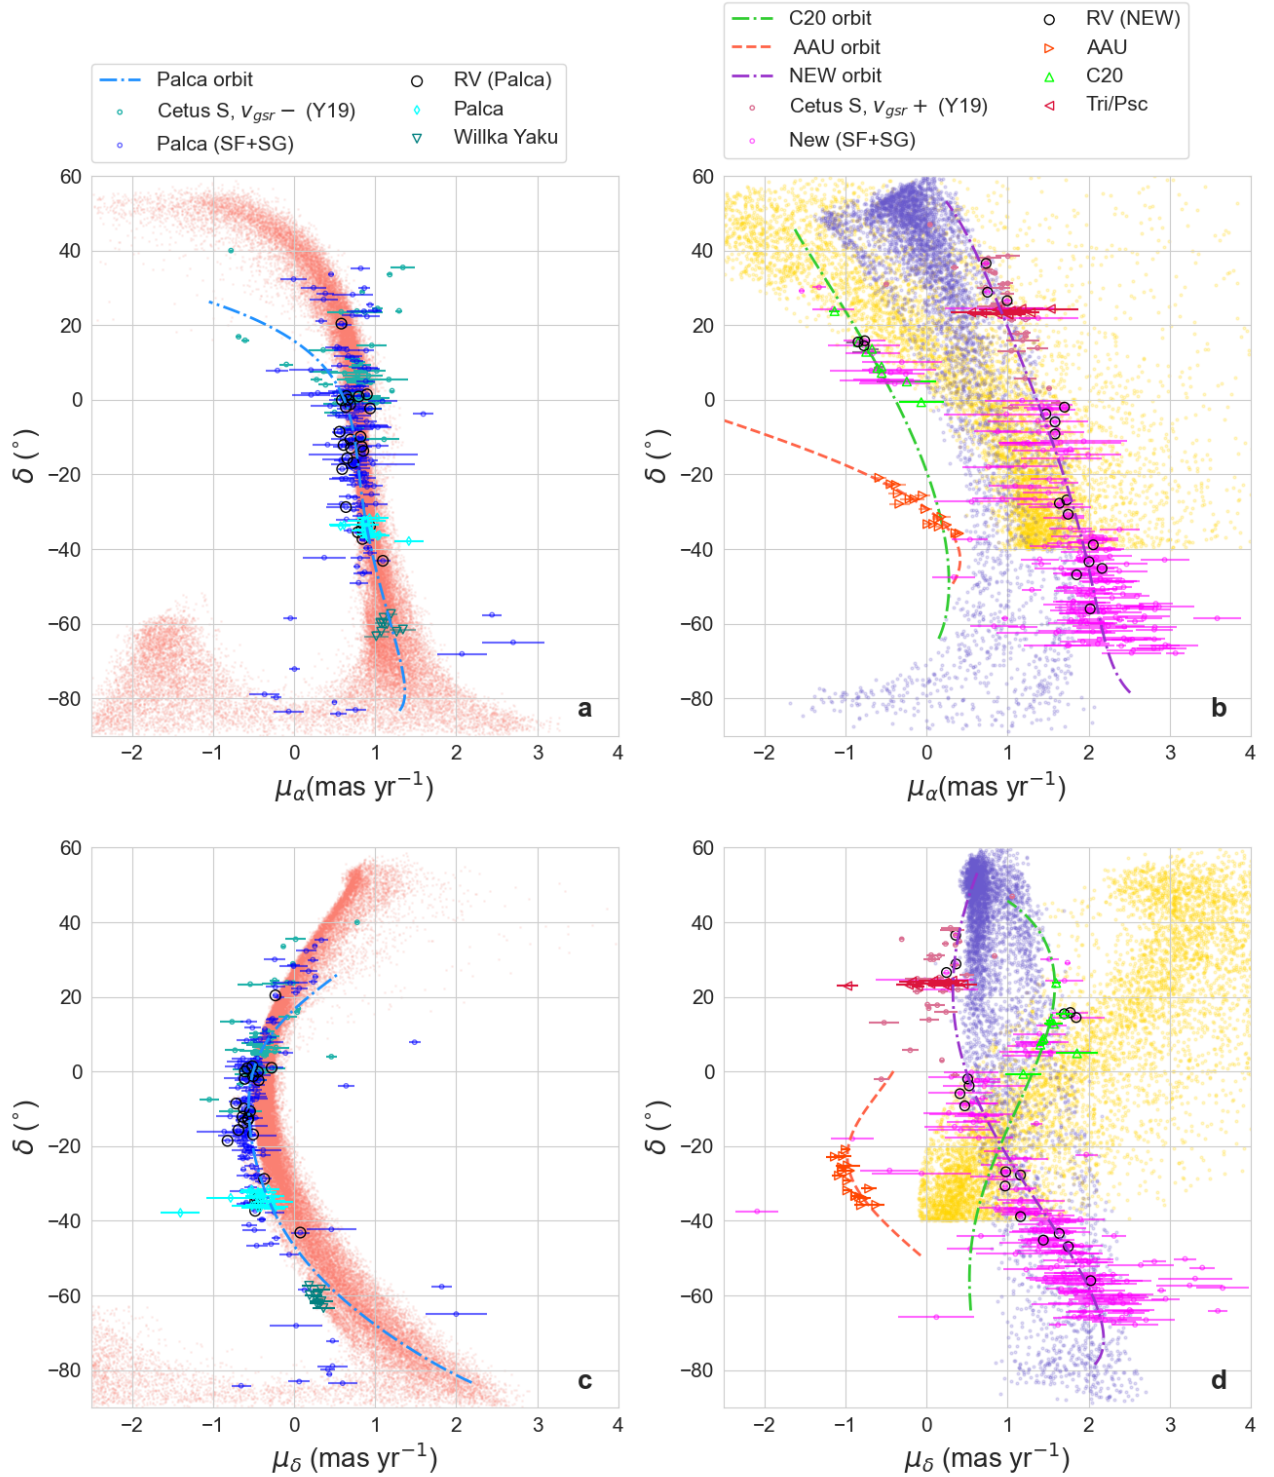 Palca orbit
Cetus S, v_gsr − (Y19)
Palca (SF+SG)
RV (Palca)
Palca
Willka Yaku
C20 orbit
AAU orbit
NEW orbit
Cetus S, v_gsr + (Y19)
New (SF+SG)
RV (NEW)
AAU
C20
Tri/Psc
60
40
20
0
−20
−40
−60
−80
δ (°)
−2 −1 0 1 2 3 4
μ_α(mas yr⁻¹)
a
60
40
20
0
−20
−40
−60
−80
δ (°)
−2 −1 0 1 2 3 4
μ_α(mas yr⁻¹)
b
60
40
20
0
−20
−40
−60
−80
δ (°)
−2 −1 0 1 2 3 4
μ_δ (mas yr⁻¹)
c
60
40
20
0
−20
−40
−60
−80
δ (°)
−2 −1 0 1 2 3 4
μ_δ (mas yr⁻¹)
d